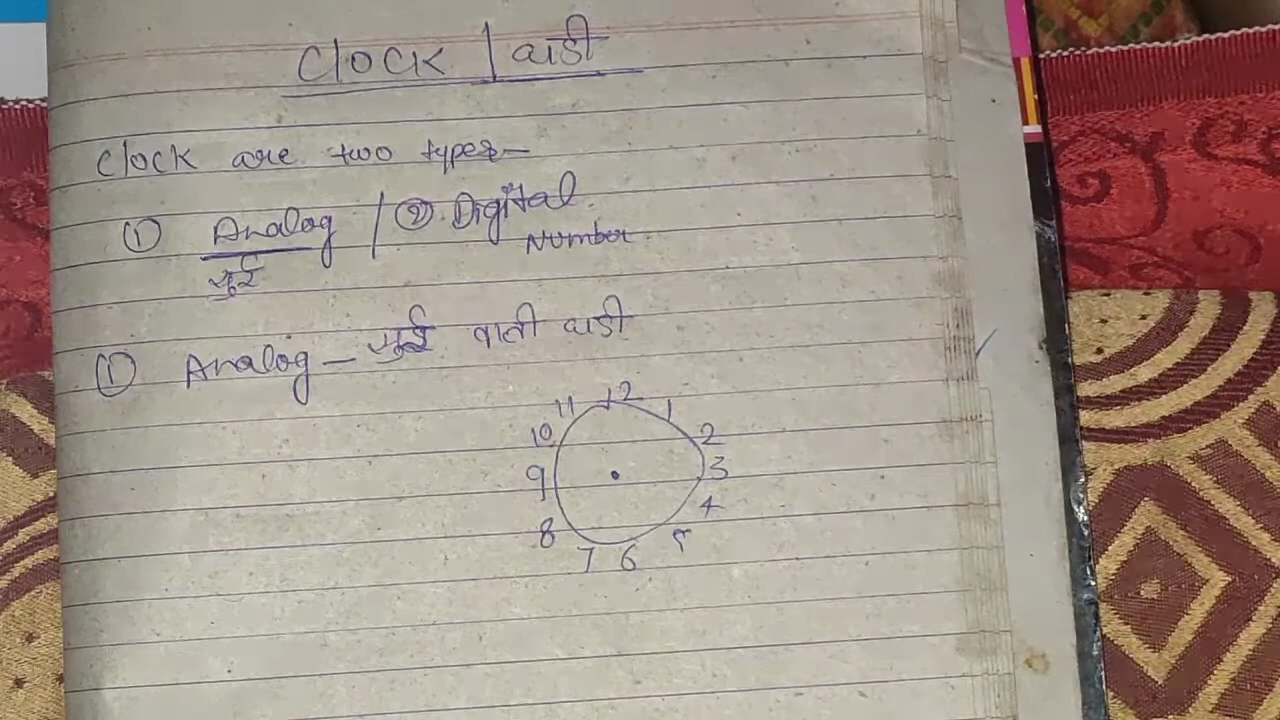 Clock | घडी
Clock are two types–
① Analog / ② Digital
सुई Number
① Analog – सुई वाली घडी
11 12 1
10 2
9 3
8 4
7 6 5